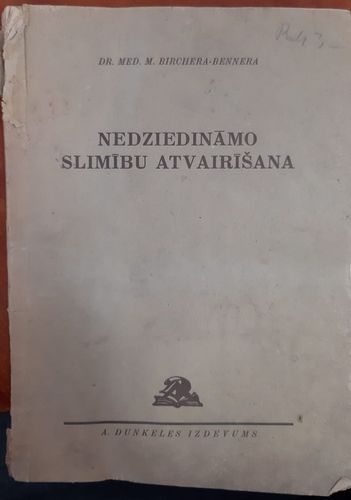 DR. MED. M. BIRCHERA-BENNERA
NEDZIEDINĀMO
SLIMĪBU ATVAIRĪŠANA
A. DUNKELES IZDEVUMS